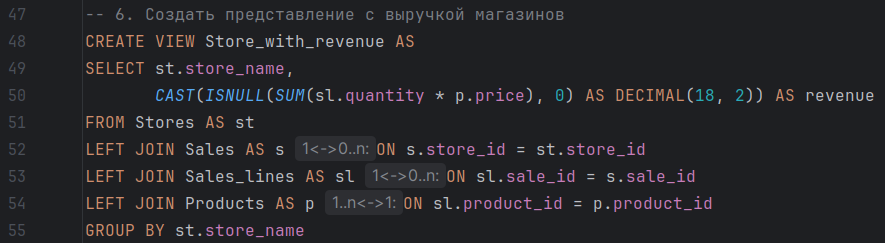 47 -- 6. Создать представление с выручкой магазинов
48 CREATE VIEW Store_with_revenue AS
49 SELECT st.store_name,
50 CAST(ISNULL(SUM(sl.quantity * p.price), 0) AS DECIMAL(18, 2)) AS revenue
51 FROM Stores AS st
52 LEFT JOIN Sales AS s 1<->0..n: ON s.store_id = st.store_id
53 LEFT JOIN Sales_lines AS sl 1<->0..n: ON sl.sale_id = s.sale_id
54 LEFT JOIN Products AS p 1..n<->1: ON sl.product_id = p.product_id
55 GROUP BY st.store_name